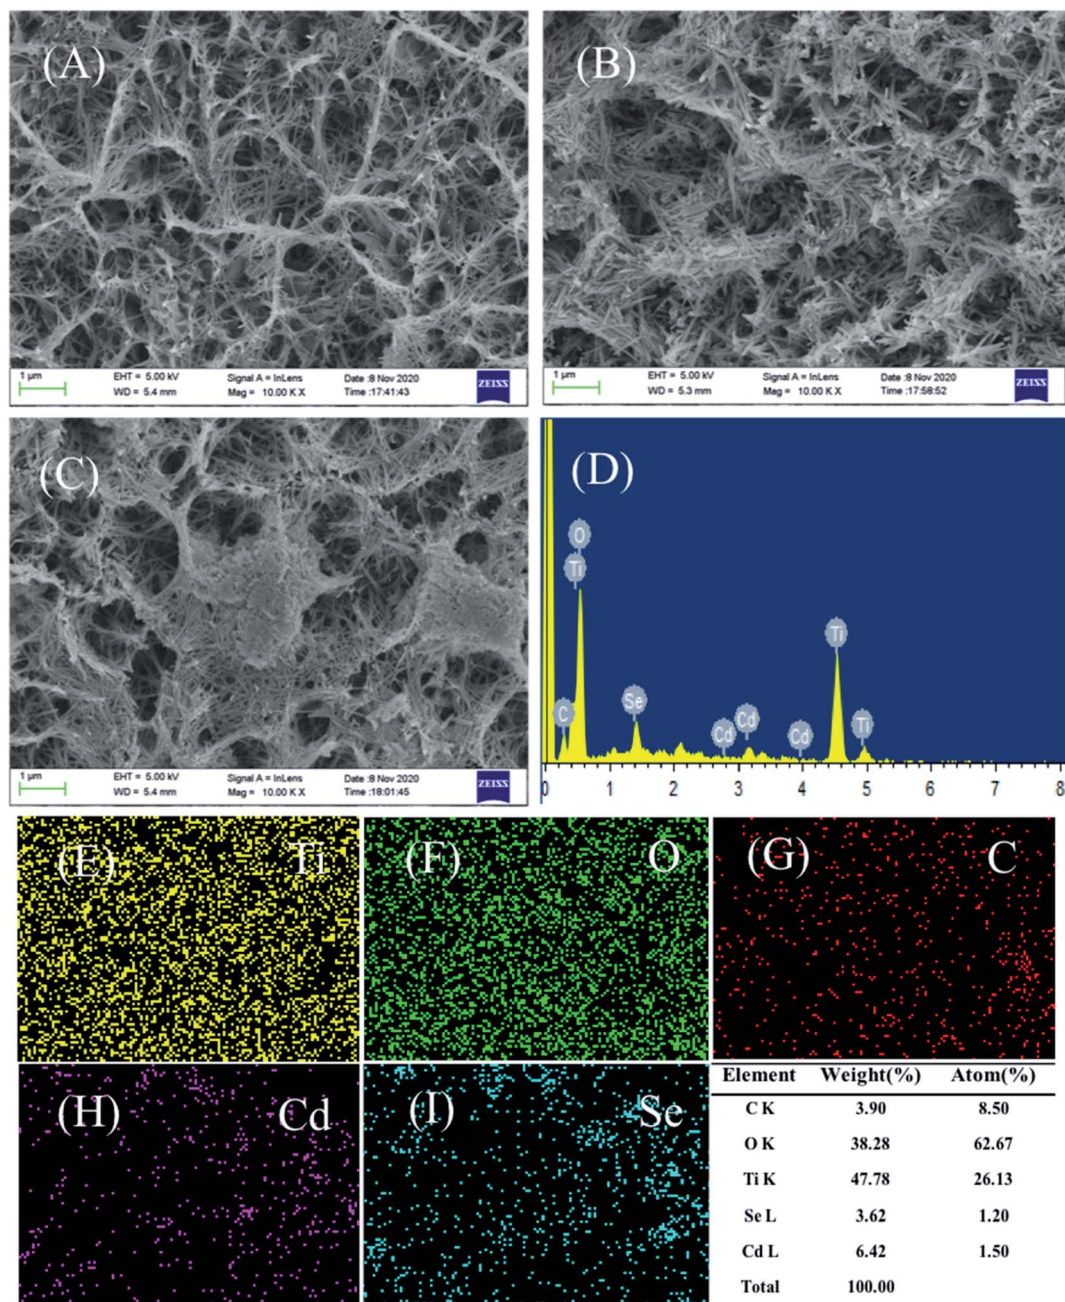 (A)
1 µm
EHT = 5.00 kV
Signal A = InLens
Date :8 Nov 2020
WD = 5.4 mm
Mag = 10.00 K X
Time :17:41:43
ZEISS
(B)
1 µm
EHT = 5.00 kV
Signal A = InLens
Date :8 Nov 2020
WD = 5.3 mm
Mag = 10.00 K X
Time :17:58:52
ZEISS
(C)
1 µm
EHT = 5.00 kV
Signal A = InLens
Date :8 Nov 2020
WD = 5.4 mm
Mag = 10.00 K X
Time :18:01:45
ZEISS
(D)
O
Ti
C
Se
Cd
Cd
Cd
Ti
Ti
0 1 2 3 4 5 6 7 8
(E) Ti
(F) O
(G) C
(H) Cd
(I) Se
Element Weight(%) Atom(%)
C K 3.90 8.50
O K 38.28 62.67
Ti K 47.78 26.13
Se L 3.62 1.20
Cd L 6.42 1.50
Total 100.00